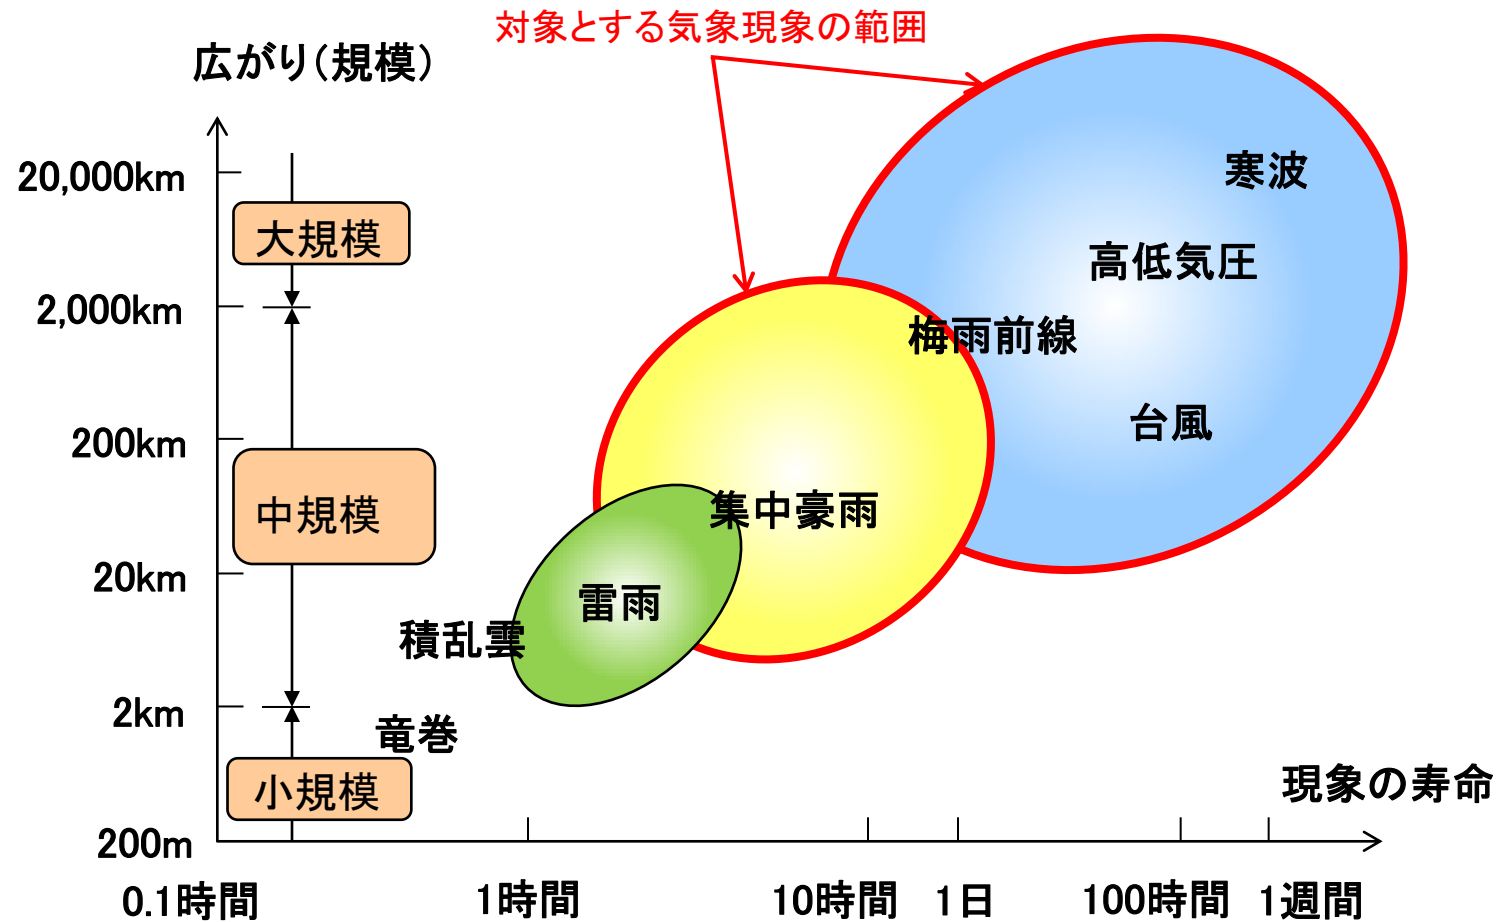 対象とする気象現象の範囲
広がり(規模)
20,000km
寒波
大規模
高低気圧
2,000km
梅雨前線
台風
200km
中規模
集中豪雨
20km
雷雨
積乱雲
2km
竜巻
小規模
現象の寿命
200m
0.1時間
1時間
10時間
1日
100時間
1週間